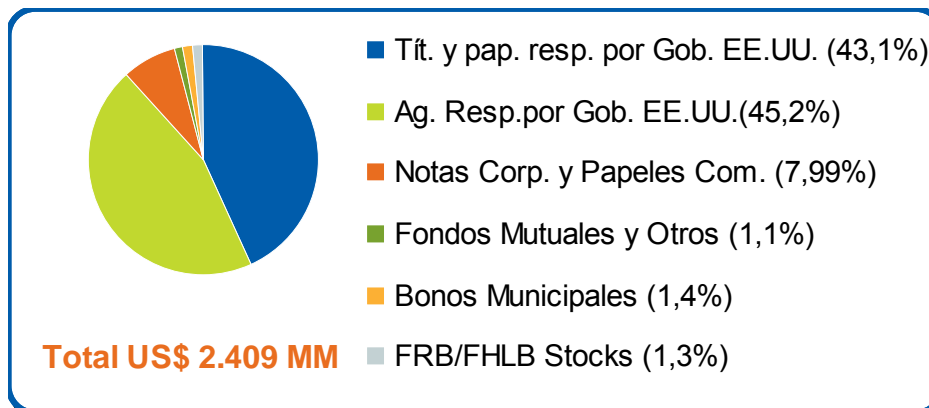 Tít. y pap. resp. por Gob. EE.UU. (43,1%)
Ag. Resp.por Gob. EE.UU.(45,2%)
Notas Corp. y Papeles Com. (7,99%)
Fondos Mutuales y Otros (1,1%)
Bonos Municipales (1,4%)
FRB/FHLB Stocks (1,3%)
Total US$ 2.409 MM